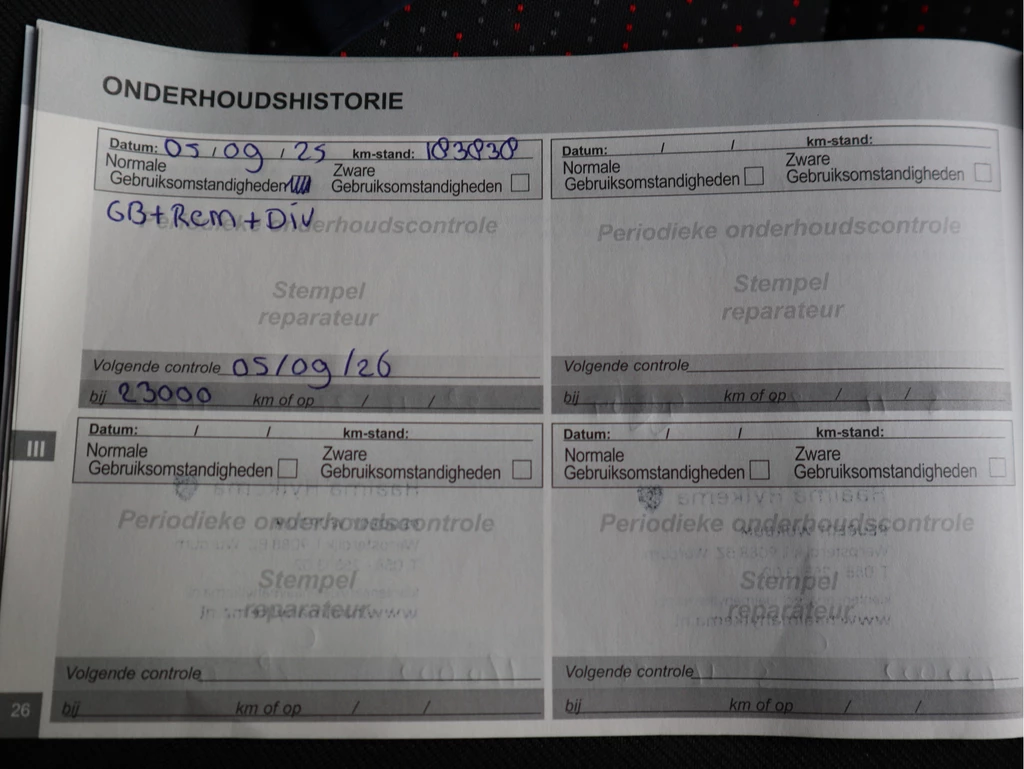 ONDERHOUDSHISTORIE
Datum: 05 / 09 / 25 km-stand: 183838
Normale Gebruiksomstandigheden
Zware Gebruiksomstandigheden
GB+Rem+Div
Periodieke onderhoudscontrole
Stempel
reparateur
Volgende controle 05/09/26
bij 23000 km of op / /
Datum: / / km-stand:
Normale Gebruiksomstandigheden
Zware Gebruiksomstandigheden
Periodieke onderhoudscontrole
Stempel
reparateur
Volgende controle
bij km of op / /
III
Datum: / / km-stand:
Normale Gebruiksomstandigheden
Zware Gebruiksomstandigheden
Periodieke onderhoudscontrole
Stempel
reparateur
Volgende controle
bij km of op / /
Datum: / / km-stand:
Normale Gebruiksomstandigheden
Zware Gebruiksomstandigheden
Periodieke onderhoudscontrole
Stempel
reparateur
Volgende controle
bij km of op / /
26